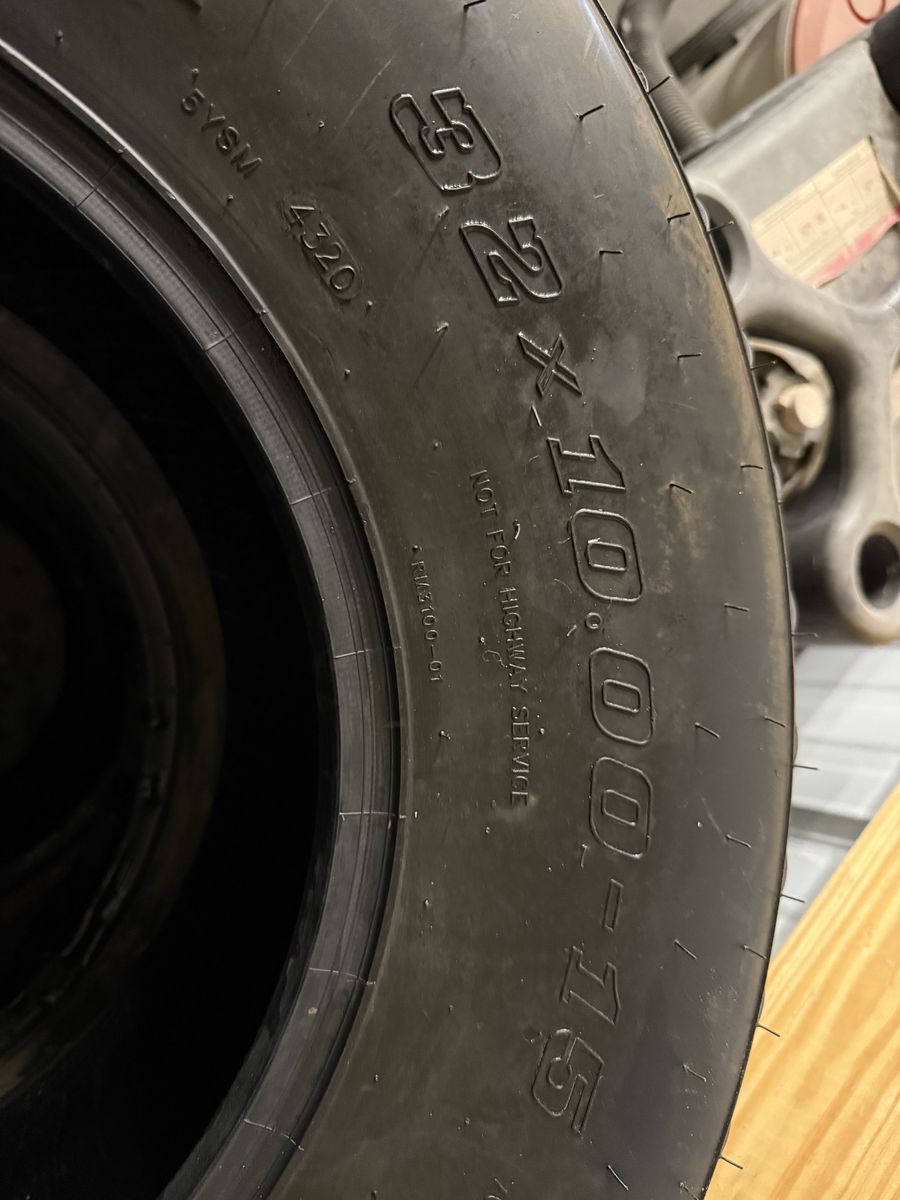 5YSM 4320
32x10.00-15
NOT FOR HIGHWAY SERVICE
RM3100-01